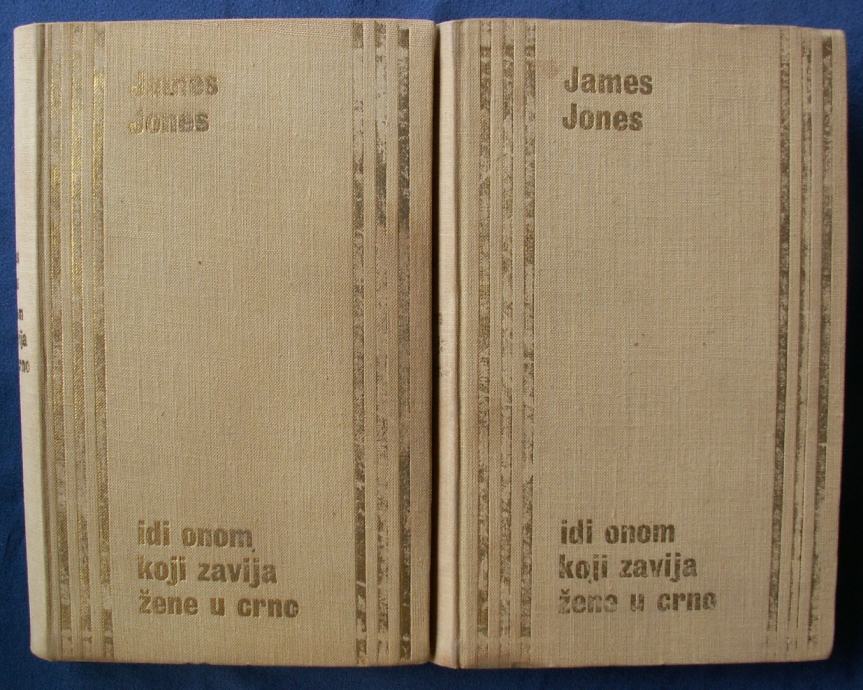 James
Jones
idi onom
koji zavija
žene u crno
James
Jones
idi onom
koji zavija
žene u crno